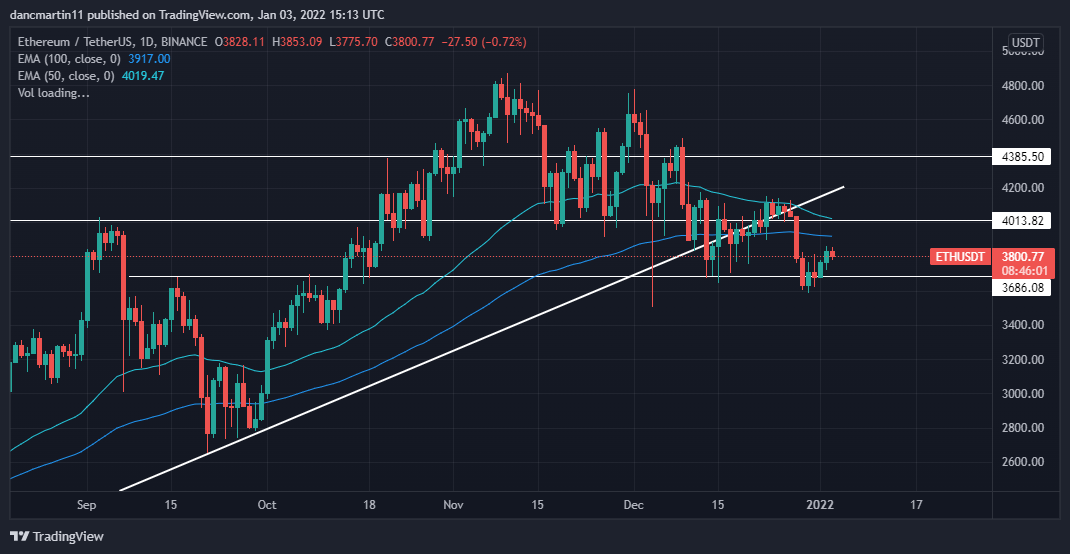 dancmartin11 published on TradingView.com, Jan 03, 2022 15:13 UTC
Ethereum / TetherUS, 1D, BINANCE O3828.11 H3853.09 L3775.70 C3800.77 −27.50 (−0.72%)
EMA (100, close, 0) 3917.00
EMA (50, close, 0) 4019.47
Vol loading...
USDT
5000.00
4800.00
4600.00
4385.50
4200.00
4013.82
ETHUSDT 3800.77
08:46:01
3686.08
3400.00
3200.00
3000.00
2800.00
2600.00
Sep 15 Oct 18 Nov 15 Dec 15 2022 17
TradingView